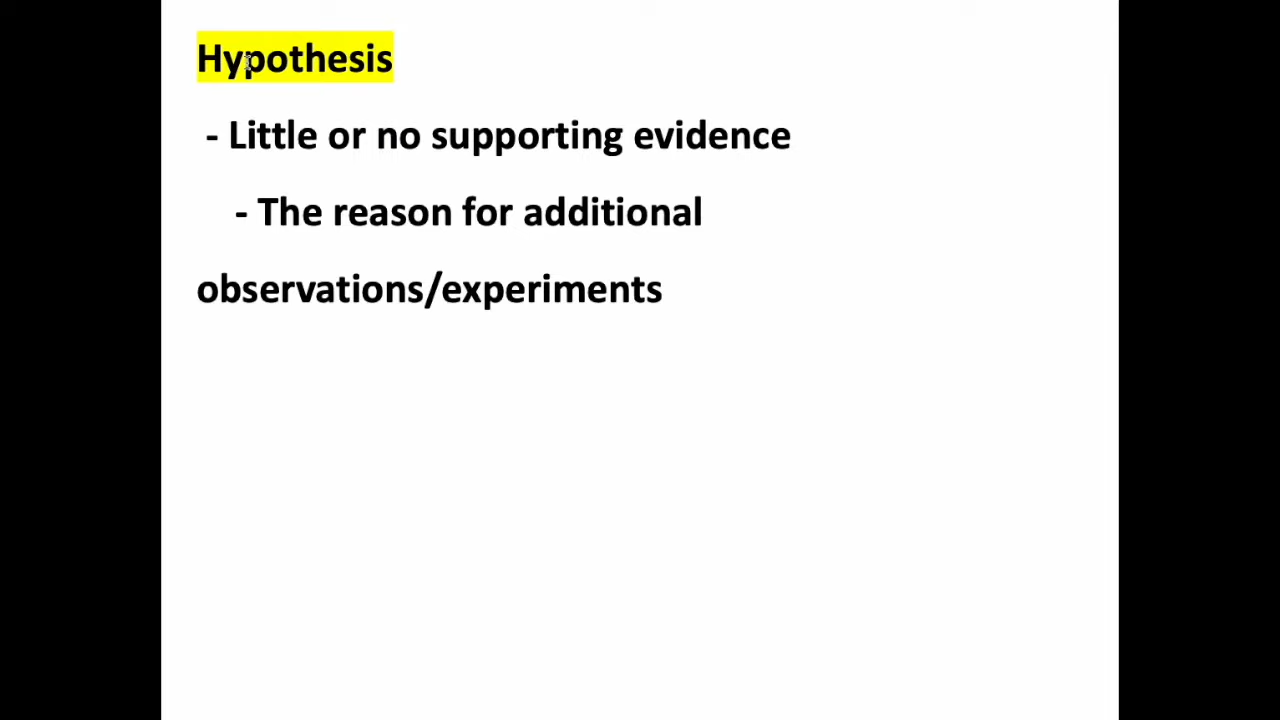 Hypothesis
- Little or no supporting evidence
- The reason for additional
observations/experiments